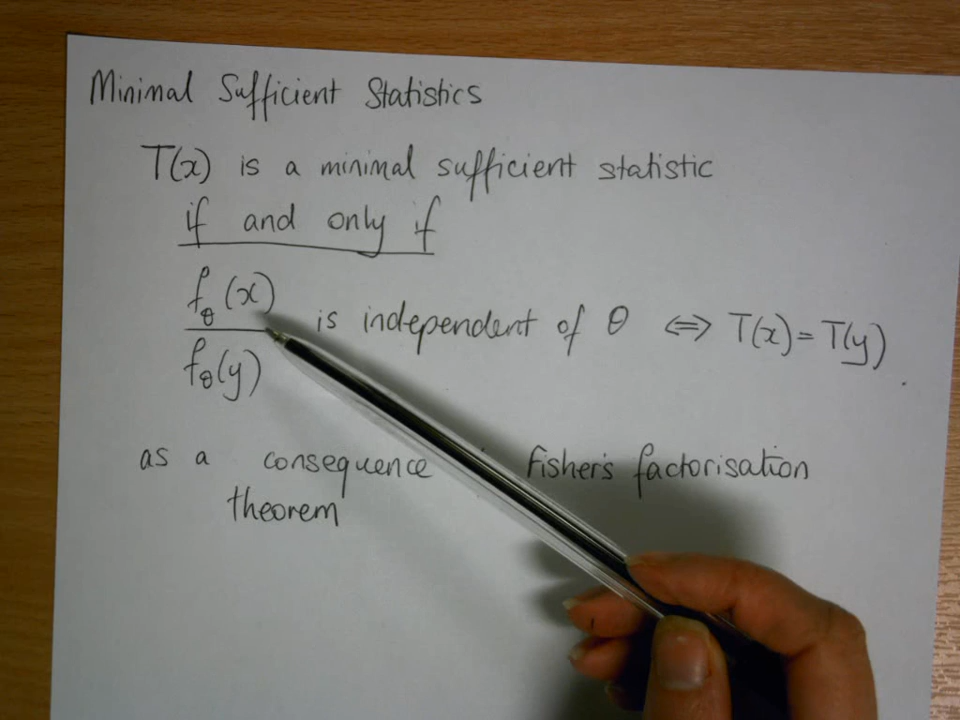 Minimal Sufficient Statistics
T(x) is a minimal sufficient statistic
if and only if
fθ(x)
fθ(y)
is independent of θ ⇔ T(x) = T(y).
as a consequence Fisher's factorisation
theorem